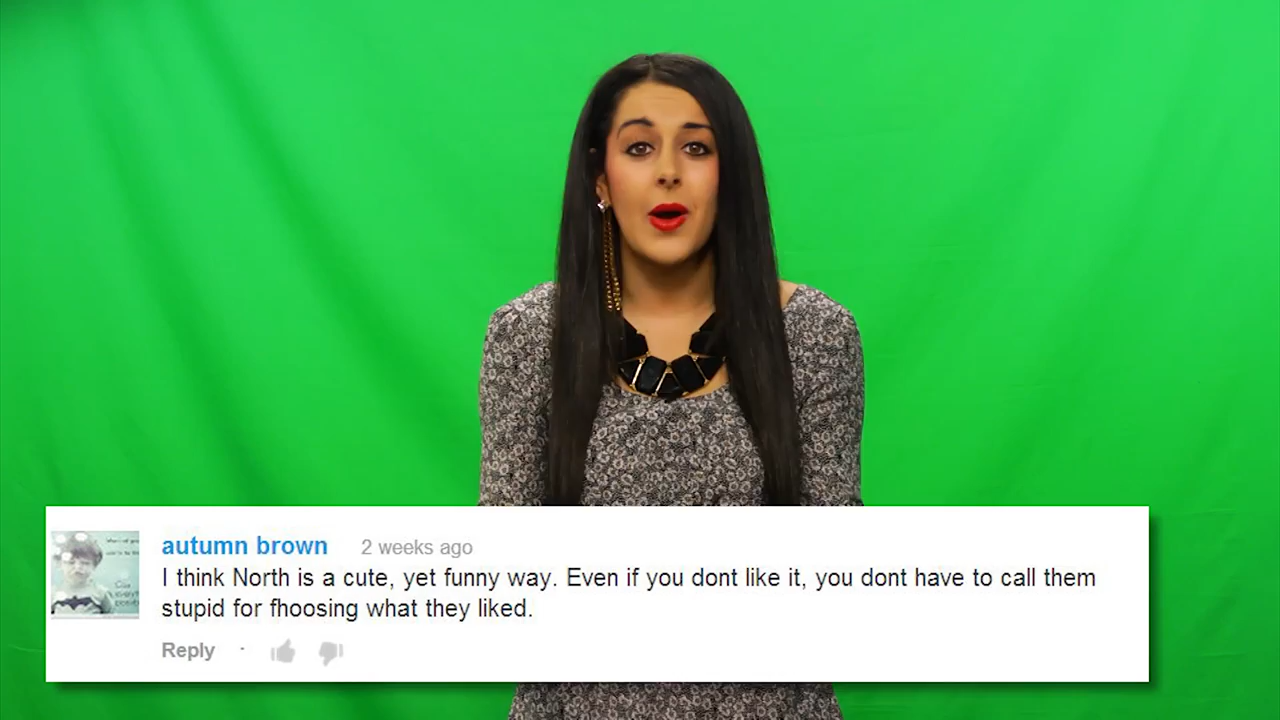 autumn brown 2 weeks ago
I think North is a cute, yet funny way. Even if you dont like it, you dont have to call them
stupid for fhoosing what they liked.
Reply ·